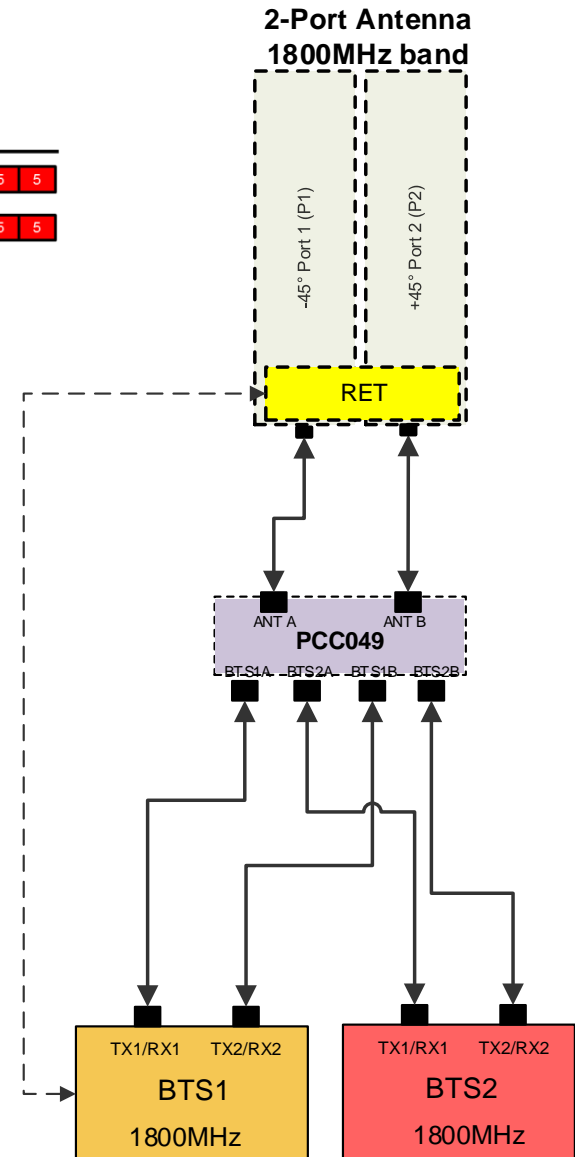 2-Port Antenna
1800MHz band
5 5
5 5
-45° Port 1 (P1)
+45° Port 2 (P2)
RET
ANT A ANT B
PCC049
BTS1A BTS2A BTS1B BTS2B
TX1/RX1 TX2/RX2 TX1/RX1 TX2/RX2
BTS1 BTS2
1800MHz 1800MHz